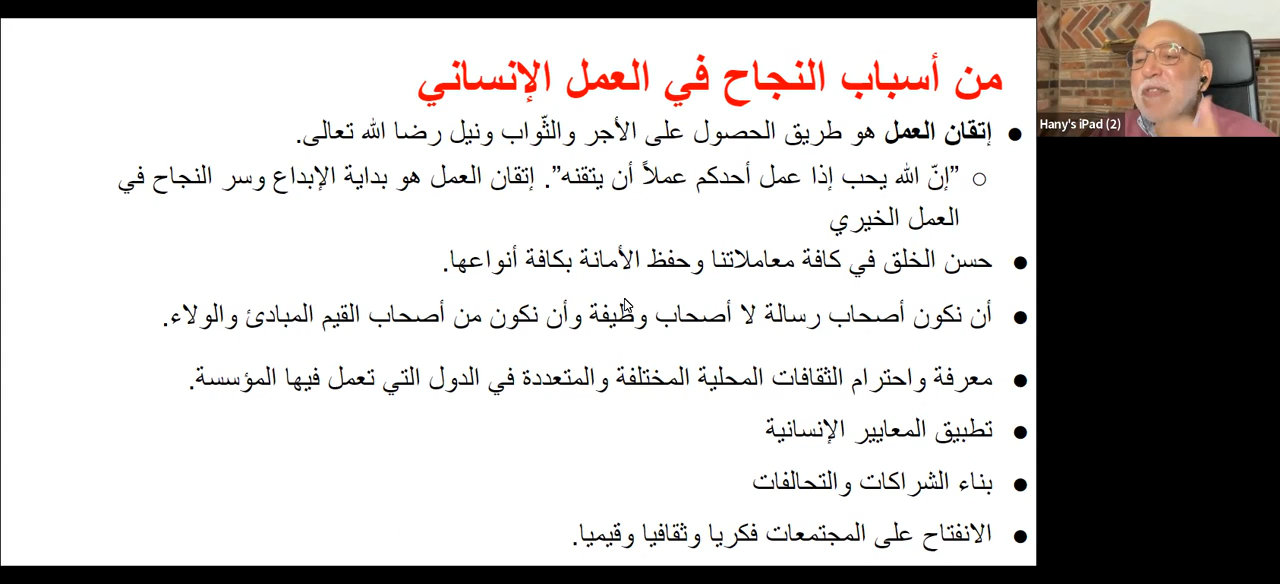 من أسباب النجاح في العمل الإنساني
● إتقان العمل هو طريق الحصول على الأجر والثّواب ونيل رضا الله تعالى.
○ ”إنّ الله يحب إذا عمل أحدكم عملاً أن يتقنه”. إتقان العمل هو بداية الإبداع وسر النجاح في
العمل الخيري
● حسن الخلق في كافة معاملاتنا وحفظ الأمانة بكافة أنواعها.
● أن نكون أصحاب رسالة لا أصحاب وظيفة وأن نكون من أصحاب القيم المبادئ والولاء.
● معرفة واحترام الثقافات المحلية المختلفة والمتعددة في الدول التي تعمل فيها المؤسسة.
● تطبيق المعايير الإنسانية
● بناء الشراكات والتحالفات
● الانفتاح على المجتمعات فكريا وثقافيا وقيميا.
Hany's iPad (2)